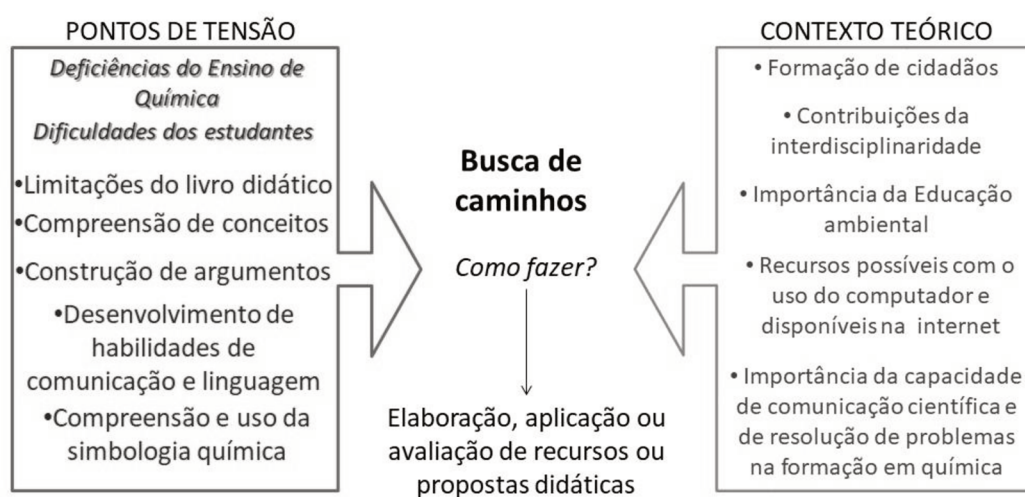 PONTOS DE TENSÃO
Deficiências do Ensino de
Química
Dificuldades dos estudantes
•Limitações do livro didático
•Compreensão de conceitos
•Construção de argumentos
•Desenvolvimento de
habilidades de
comunicação e linguagem
•Compreensão e uso da
simbologia química
Busca de
caminhos
Como fazer?
Elaboração, aplicação ou
avaliação de recursos ou
propostas didáticas
CONTEXTO TEÓRICO
• Formação de cidadãos
• Contribuições da
interdisciplinaridade
• Importância da Educação
ambiental
• Recursos possíveis com o
uso do computador e
disponíveis na internet
• Importância da capacidade
de comunicação científica e
de resolução de problemas
na formação em química